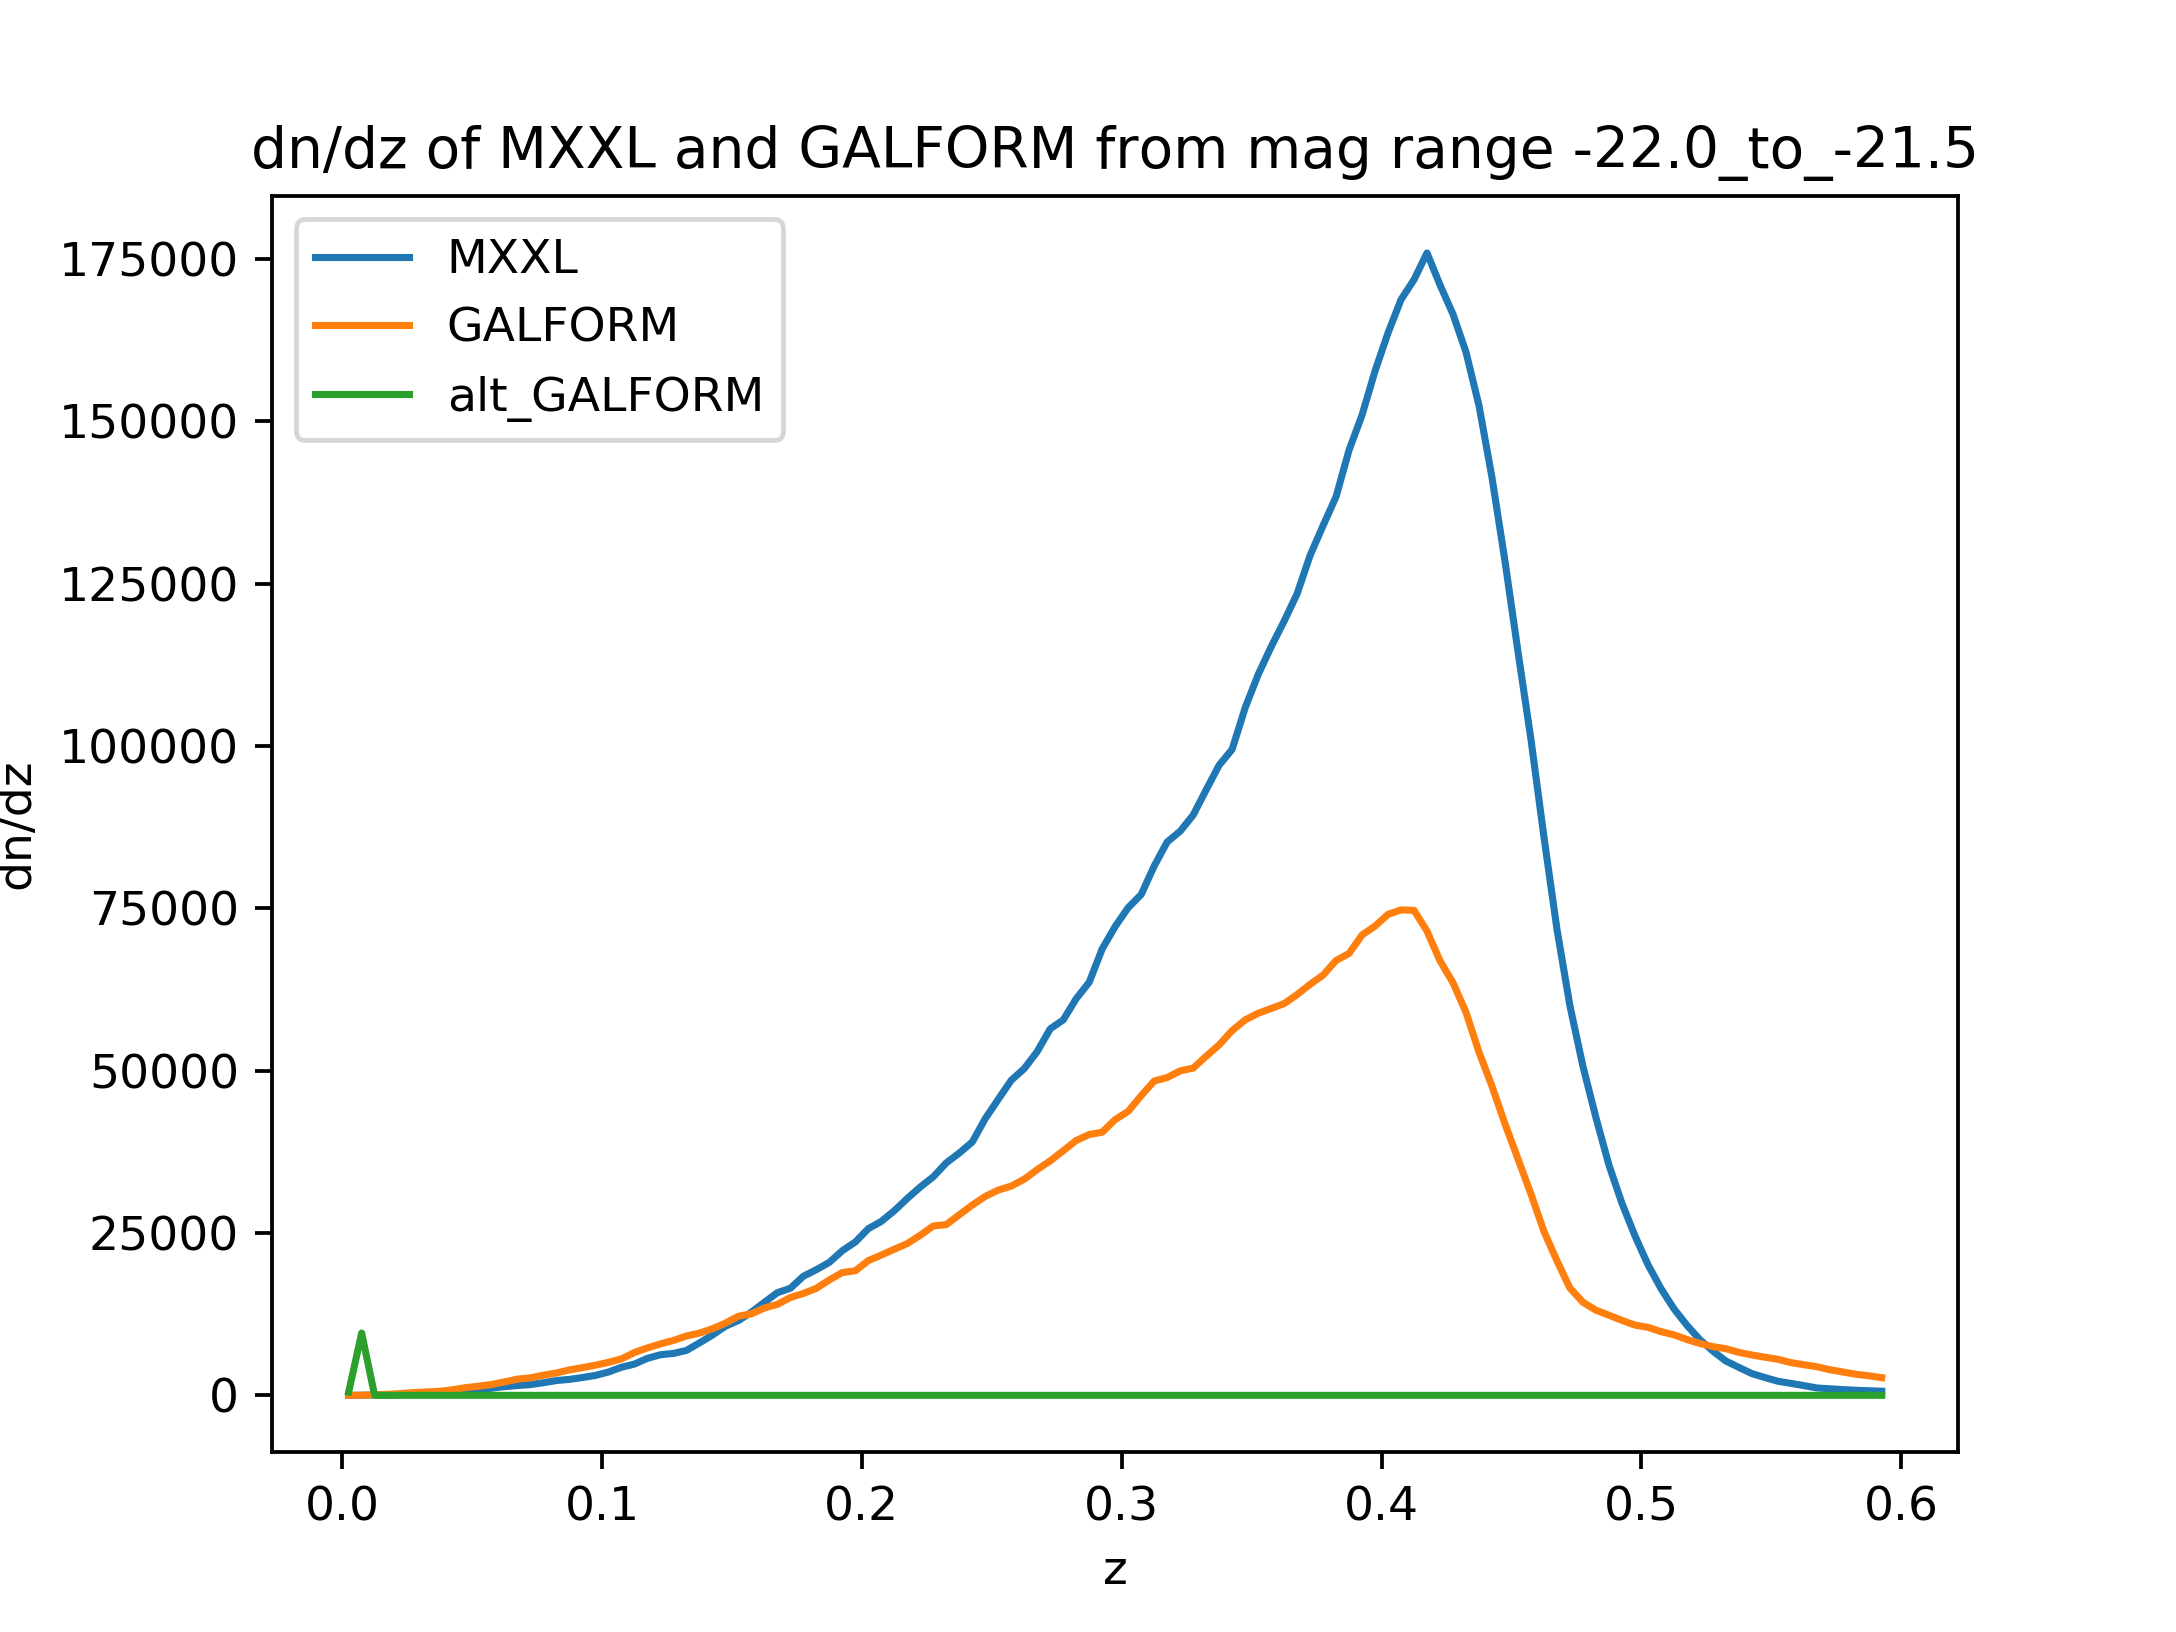 dn/dz of MXXL and GALFORM from mag range -22.0_to_-21.5
MXXL
GALFORM
alt_GALFORM
175000
150000
125000
100000
75000
50000
25000
0
dn/dz
0.0 0.1 0.2 0.3 0.4 0.5 0.6
z